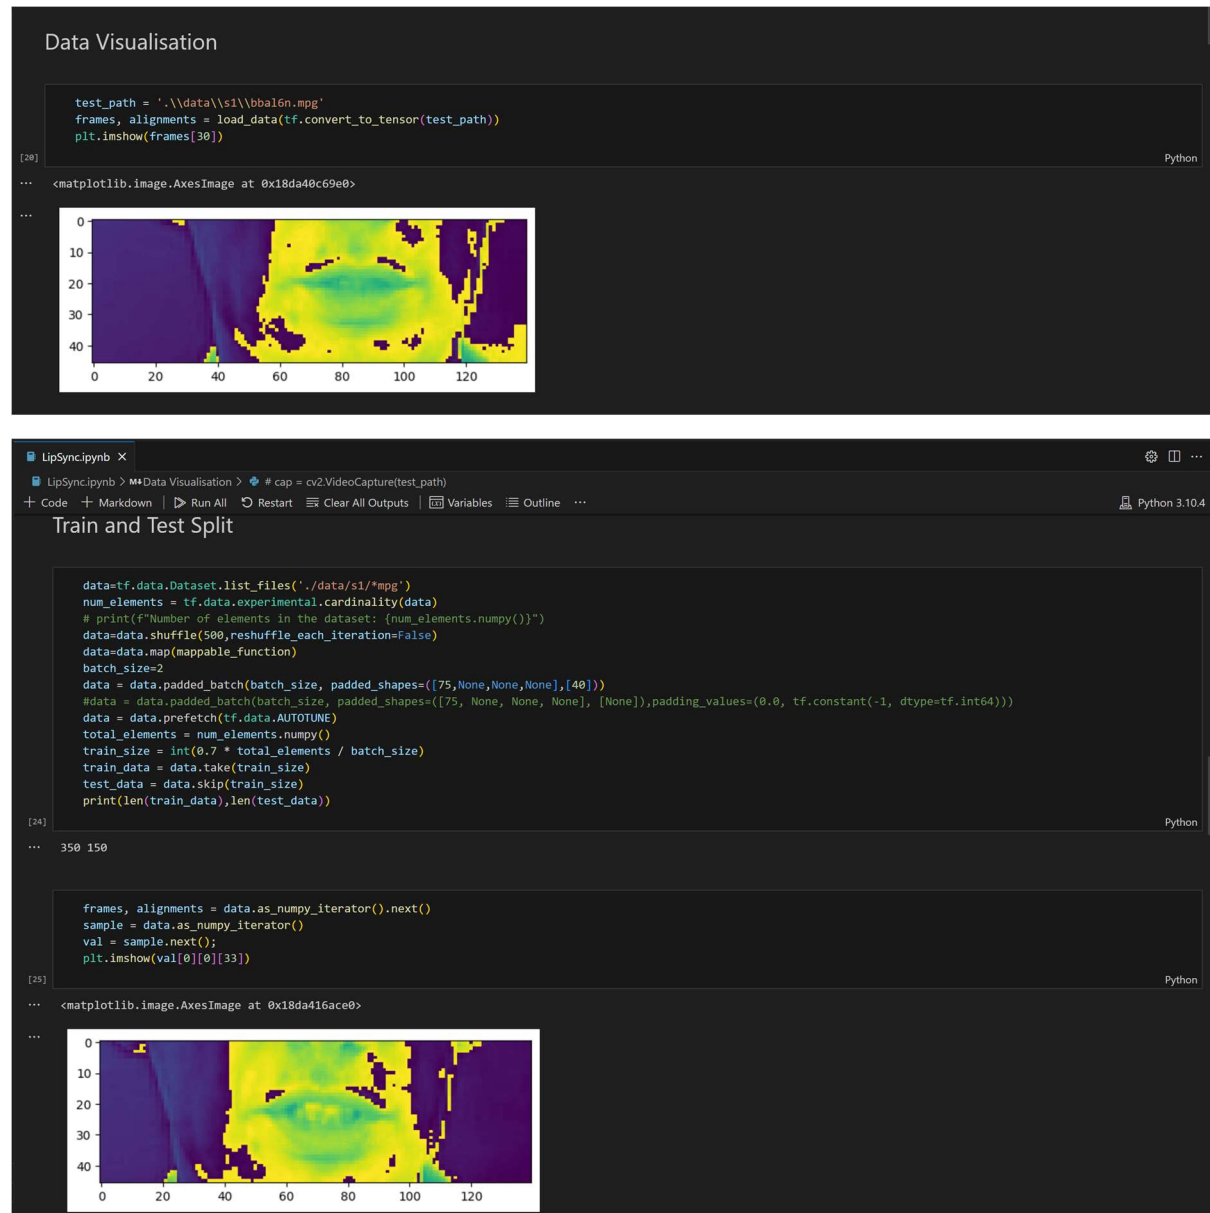 Data Visualisation
test_path = '.\\data\\s1\\bbal6n.mpg'
frames, alignments = load_data(tf.convert_to_tensor(test_path))
plt.imshow(frames[30])
[20]
Python
... <matplotlib.image.AxesImage at 0x18da40c69e0>
...
0
10
20
30
40
0 20 40 60 80 100 120
LipSync.ipynb ×
...
LipSync.ipynb > M↓Data Visualisation > # cap = cv2.VideoCapture(test_path)
+ Code + Markdown | Run All Restart Clear All Outputs | Variables Outline ... Python 3.10.4
Train and Test Split
data=tf.data.Dataset.list_files('./data/s1/*mpg')
num_elements = tf.data.experimental.cardinality(data)
# print(f"Number of elements in the dataset: {num_elements.numpy()}")
data=data.shuffle(500,reshuffle_each_iteration=False)
data=data.map(mappable_function)
batch_size=2
data = data.padded_batch(batch_size, padded_shapes=([75,None,None,None],[40]))
#data = data.padded_batch(batch_size, padded_shapes=([75, None, None, None], [None]),padding_values=(0.0, tf.constant(-1, dtype=tf.int64)))
data = data.prefetch(tf.data.AUTOTUNE)
total_elements = num_elements.numpy()
train_size = int(0.7 * total_elements / batch_size)
train_data = data.take(train_size)
test_data = data.skip(train_size)
print(len(train_data),len(test_data))
[24]
Python
... 350 150
frames, alignments = data.as_numpy_iterator().next()
sample = data.as_numpy_iterator()
val = sample.next();
plt.imshow(val[0][0][33])
[25]
Python
... <matplotlib.image.AxesImage at 0x18da416ace0>
...
0
10
20
30
40
0 20 40 60 80 100 120